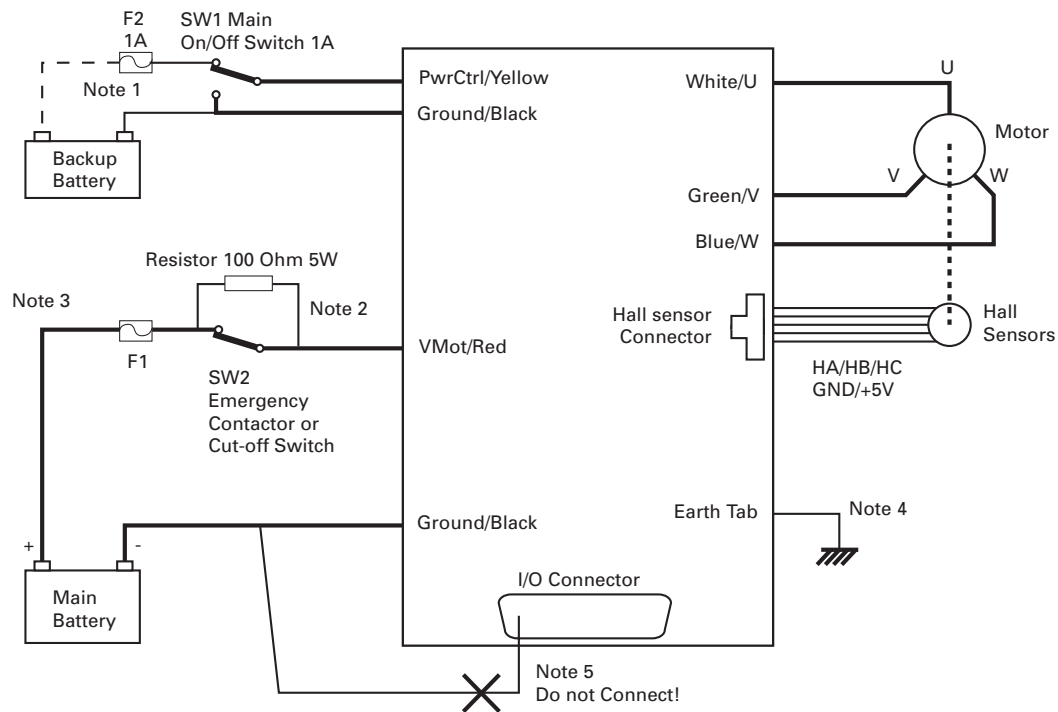 F2
1A
SW1 Main
On/Off Switch 1A
Note 1
Backup
Battery
PwrCtrl/Yellow
Ground/Black
White/U
U
Motor
V
W
Green/V
Blue/W
Resistor 100 Ohm 5W
Note 3
Note 2
F1
VMot/Red
SW2
Emergency
Contactor or
Cut-off Switch
Hall sensor
Connector
Hall
Sensors
HA/HB/HC
GND/+5V
Ground/Black
Earth Tab
Note 4
+
-
Main
Battery
I/O Connector
Note 5
Do not Connect!